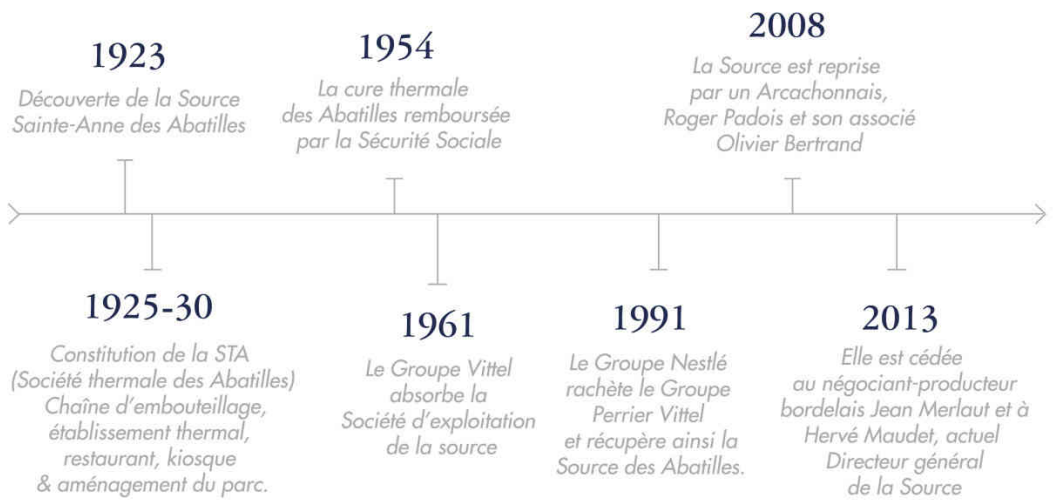 1923
Découverte de la Source
Sainte-Anne des Abatilles
1954
La cure thermale
des Abatilles remboursée
par la Sécurité Sociale
2008
La Source est reprise
par un Arcachonnais,
Roger Padois et son associé
Olivier Bertrand
1925-30
Constitution de la STA
(Société thermale des Abatilles)
Chaîne d’embouteillage,
établissement thermal,
restaurant, kiosque
& aménagement du parc.
1961
Le Groupe Vittel
absorbe la
Société d’exploitation
de la source
1991
Le Groupe Nestlé
rachète le Groupe
Perrier Vittel
et récupère ainsi la
Source des Abatilles.
2013
Elle est cédée
au négociant-producteur
bordelais Jean Merlaut et à
Hervé Maudet, actuel
Directeur général
de la Source